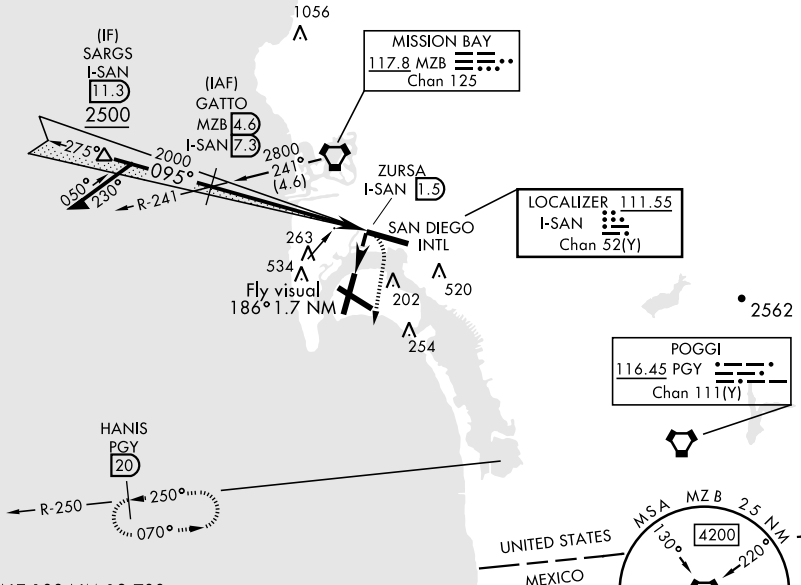 1056
(IF)
SARGS
I-SAN
11.3
2500
(IAF)
GATTO
MZB 4.6
I-SAN 7.3
MISSION BAY
117.8 MZB
Chan 125
275°
2000
095°
2800
241°
(4.6)
050°
230°
R-241
ZURSA
I-SAN 1.5
SAN DIEGO
INTL
LOCALIZER 111.55
I-SAN
Chan 52(Y)
263
534
Fly visual
186° 1.7 NM
202
520
254
2562
POGGI
116.45 PGY
Chan 111(Y)
HANIS
PGY
20
R-250
250°
070°
UNITED STATES
MEXICO
MSA MZB 25 NM
4200
130°
220°